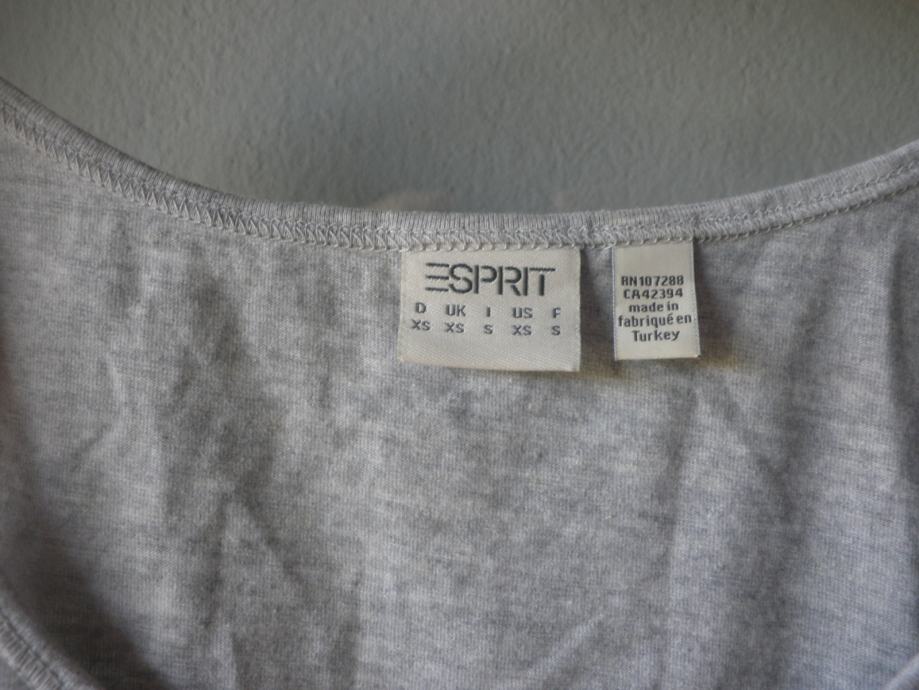 ESPRIT
D UK I US F
XS XS S XS S
RN107288
CA42394
made in
fabriqué en
Turkey